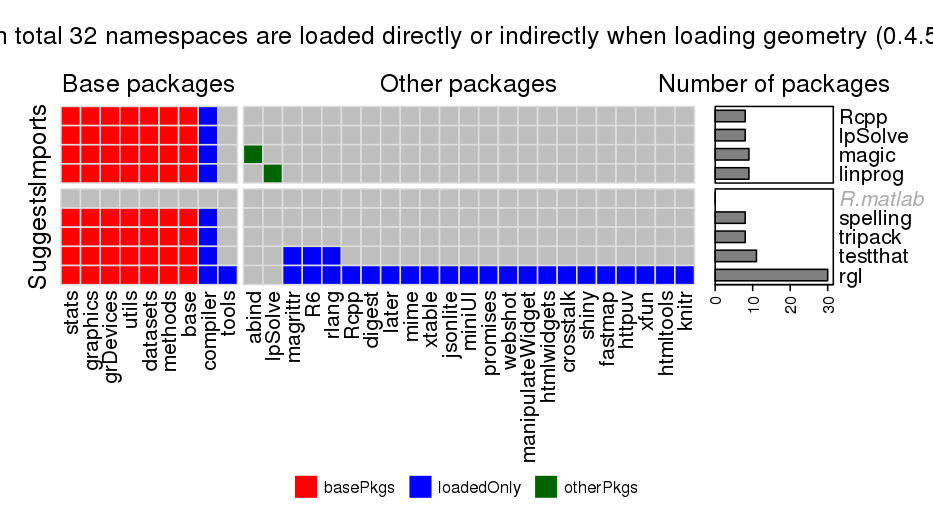 n total 32 namespaces are loaded directly or indirectly when loading geometry (0.4.5
Base packages
Other packages
Number of packages
Imports
Suggests
Rcpp
lpSolve
magic
linprog
R.matlab
spelling
tripack
testthat
rgl
0
10
20
30
stats
graphics
grDevices
utils
datasets
methods
base
compiler
tools
abind
lpSolve
magrittr
R6
rlang
Rcpp
digest
later
mime
xtable
jsonlite
miniUI
promises
webshot
manipulateWidget
htmlwidgets
crosstalk
shiny
fastmap
httpuv
xfun
htmltools
knitr
basePkgs
loadedOnly
otherPkgs